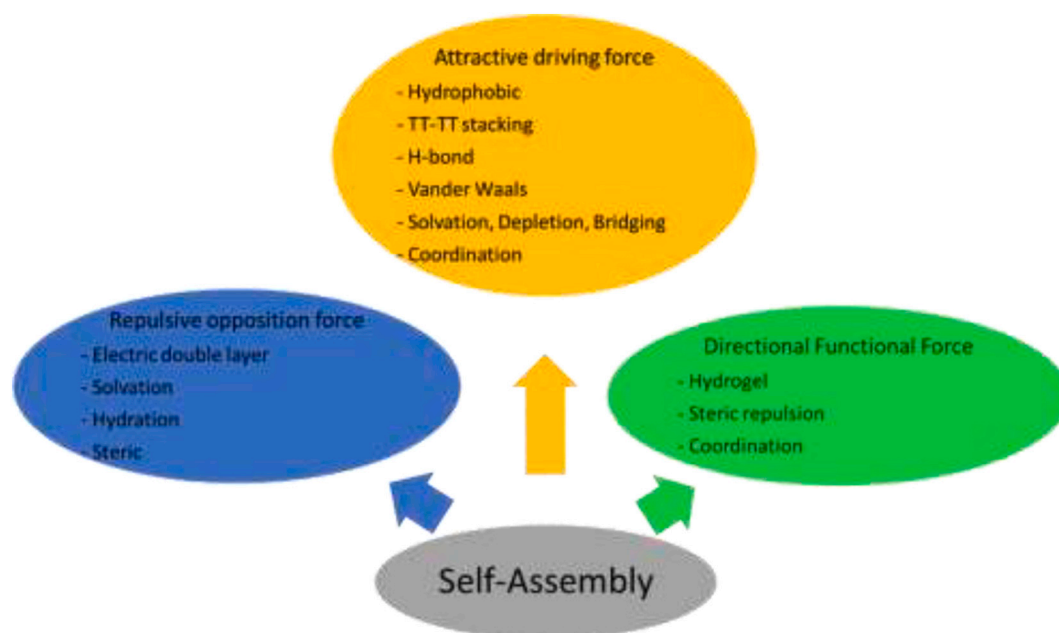 Attractive driving force
- Hydrophobic
- TT-TT stacking
- H-bond
- Vander Waals
- Solvation, Depletion, Bridging
- Coordination
Repulsive opposition force
- Electric double layer
- Solvation
- Hydration
- Steric
Directional Functional Force
- Hydrogel
- Steric repulsion
- Coordination
Self-Assembly